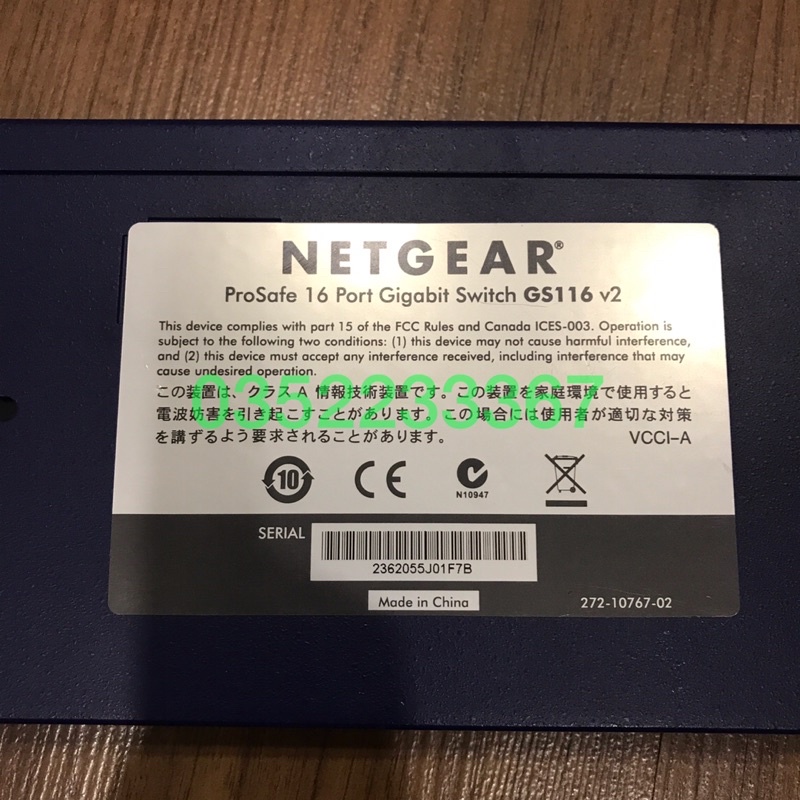 NETGEAR®
ProSafe 16 Port Gigabit Switch GS116 v2
This device complies with part 15 of the FCC Rules and Canada ICES-003. Operation is
subject to the following two conditions: (1) this device may not cause harmful interference,
and (2) this device must accept any interference received, including interference that may
cause undesired operation.
この装置は、クラス A 情報技術装置です。この装置を家庭環境で使用すると
電波妨害を引き起こすことがあります。この場合には使用者が適切な対策
を講ずるよう要求されることがあります。 VCCI-A
0352233367
10
CE
N10947
SERIAL
2362055J01F7B
Made in China
272-10767-02